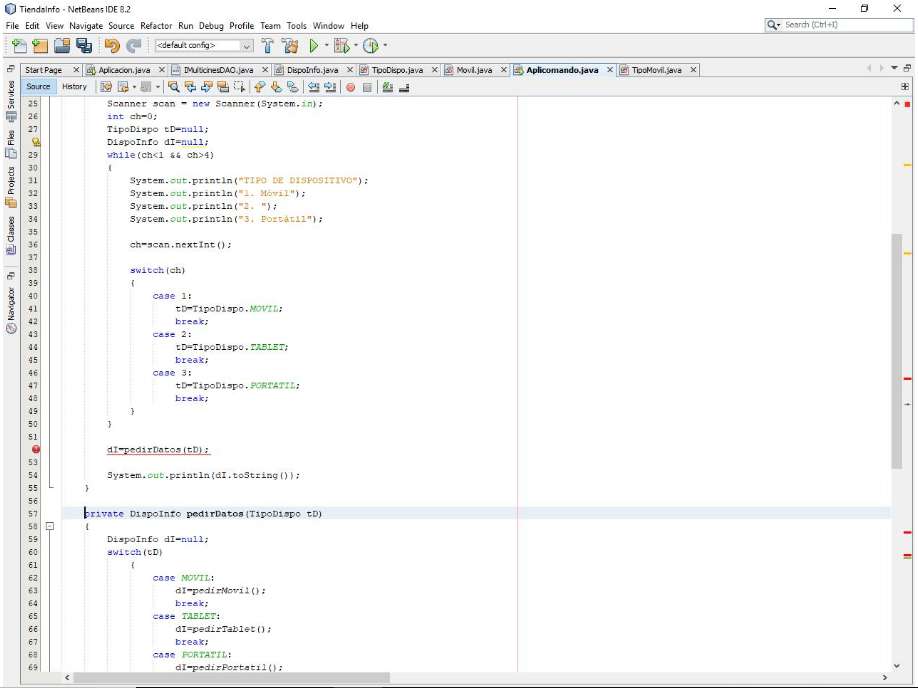 TiendaInfo - NetBeans IDE 8.2
File Edit View Navigate Source Refactor Run Debug Profile Team Tools Window Help
Search (Ctrl+I)
<default config>
Start Page Aplicacion.java IMulticinesDAO.java DispoInfo.java TipoDispo.java Movil.java Aplicomando.java TipoMovil.java
Source History
Services
Files
Projects
Classes
Navigator
25 Scanner scan = new Scanner(System.in);
26 int ch=0;
27 TipoDispo tD=null;
DispoInfo dI=null;
29 while(ch<1 && ch>4)
30 {
31 System.out.println("TIPO DE DISPOSITIVO");
32 System.out.println("1. Móvil");
33 System.out.println("2. ");
34 System.out.println("3. Portátil");
35
36 ch=scan.nextInt();
37
38 switch(ch)
39 {
40 case 1:
41 tD=TipoDispo.MOVIL;
42 break;
43 case 2:
44 tD=TipoDispo.TABLET;
45 break;
46 case 3:
47 tD=TipoDispo.PORTATIL;
48 break;
49 }
50 }
51
dI=pedirDatos(tD);
53
54 System.out.println(dI.toString());
55 }
56
57 private DispoInfo pedirDatos(TipoDispo tD)
58 {
59 DispoInfo dI=null;
60 switch(tD)
61 {
62 case MOVIL:
63 dI=pedirMovil();
64 break;
65 case TABLET:
66 dI=pedirTablet();
67 break;
68 case PORTATIL:
69 dI=pedirPortatil();